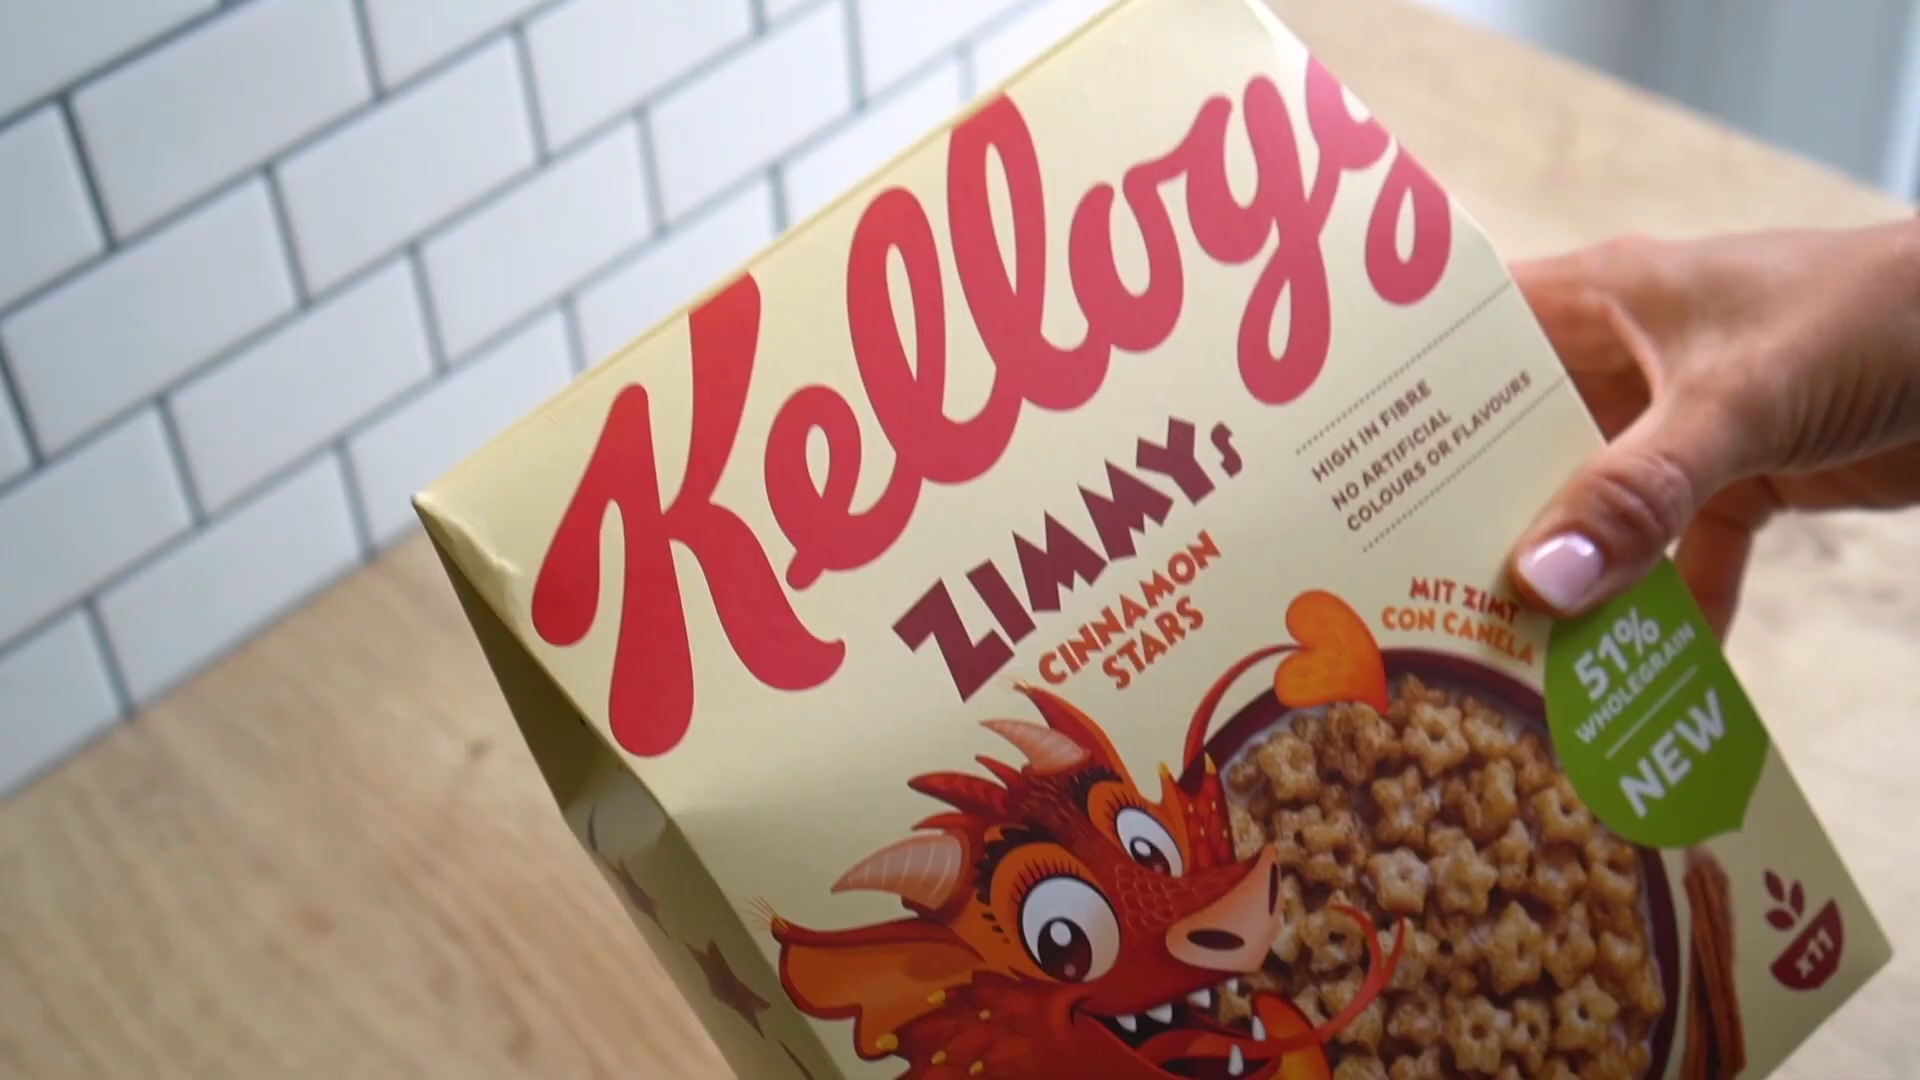 Kellogg
ZIMMYs
CINNAMON
STARS
HIGH IN FIBRE
NO ARTIFICIAL
COLOURS OR FLAVOURS
MIT ZIMT
CON CANELA
51%
WHOLEGRAIN
NEW
x11